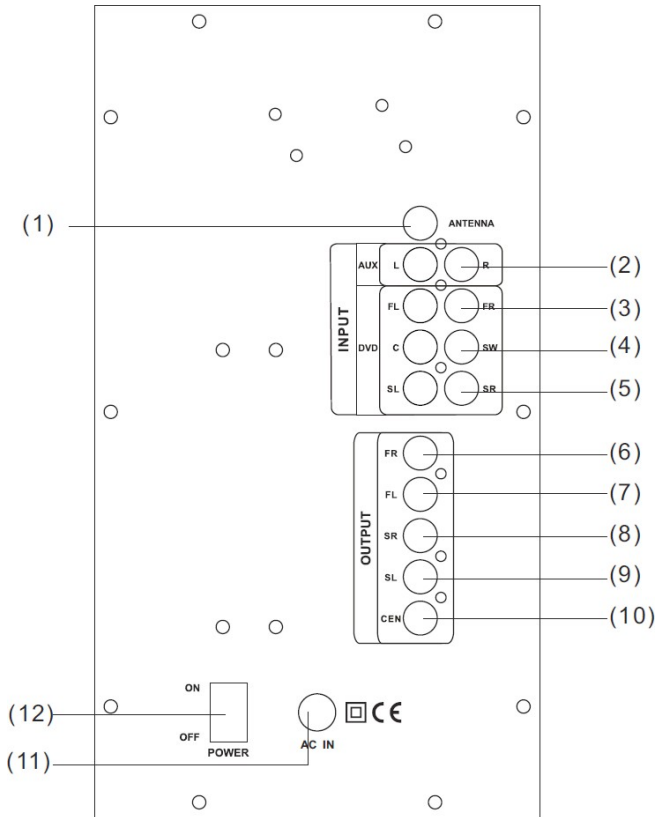 (1)
ANTENNA
AUX L R
(2)
INPUT
FL FR
(3)
DVD C SW
(4)
SL SR
(5)
OUTPUT
FR
(6)
FL
(7)
SR
(8)
SL
(9)
CEN
(10)
ON
(12)
OFF
POWER
AC IN
CE
(11)